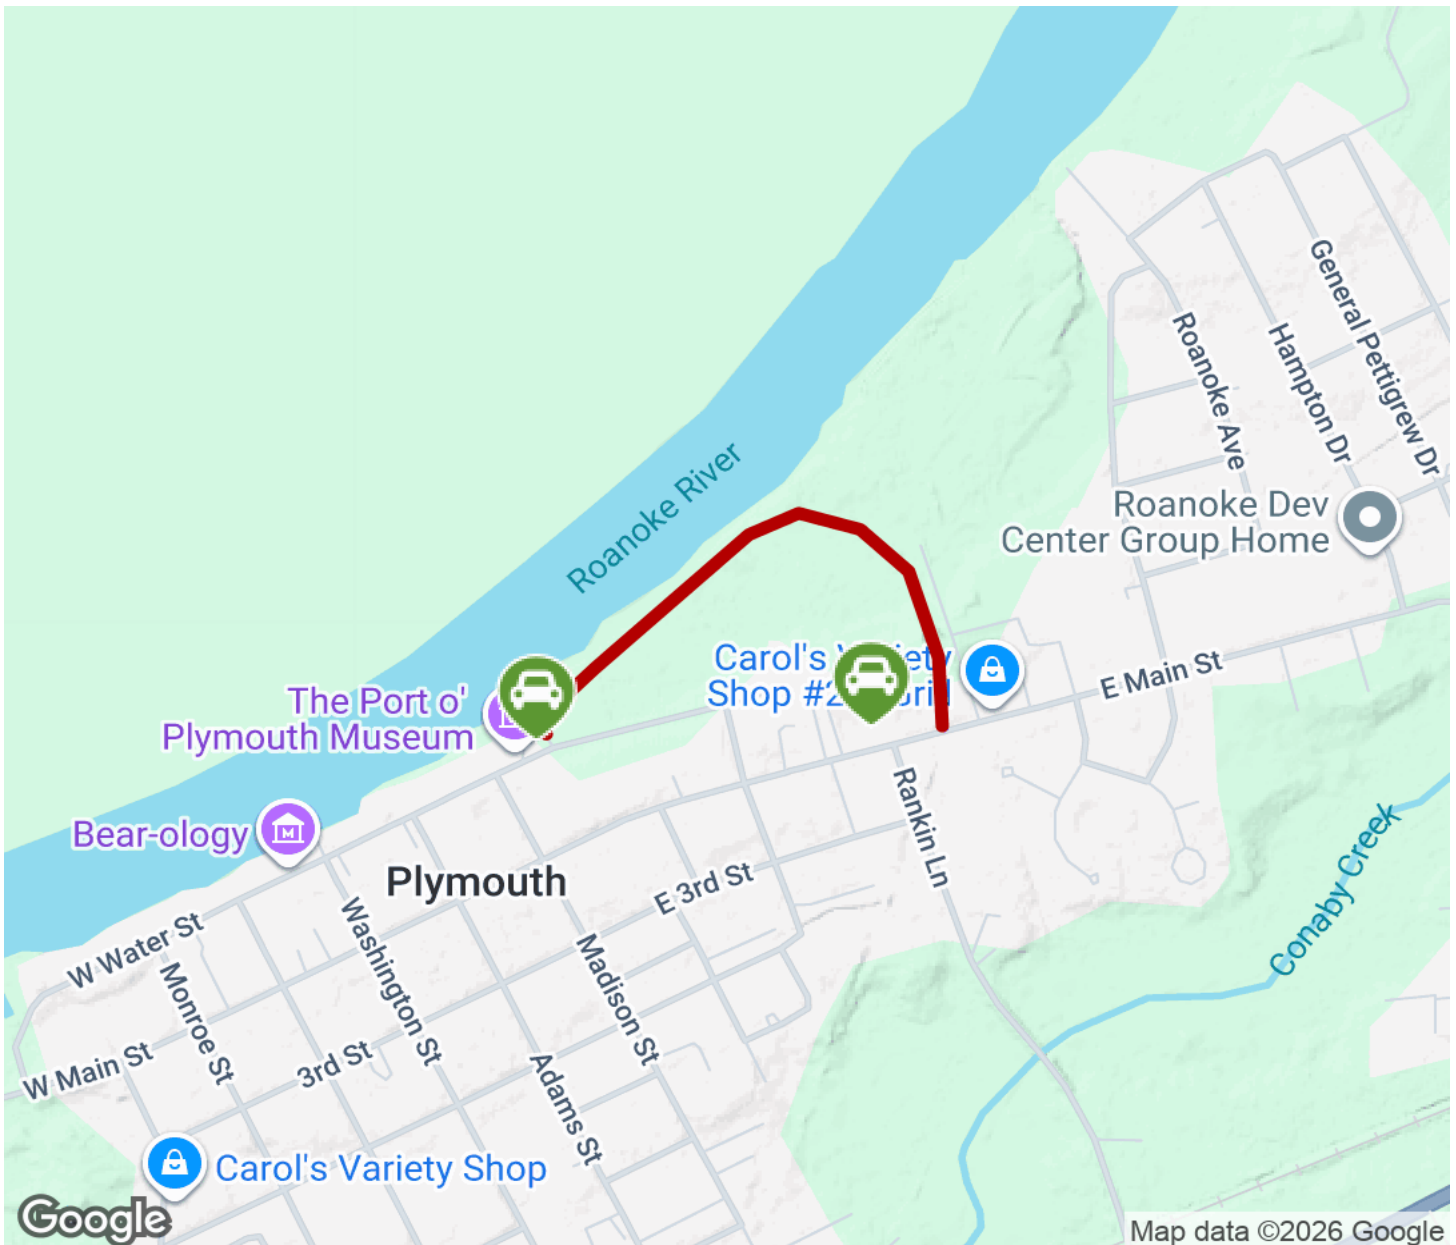 Roanoke River
General Pettigrew Dr
Hampton Dr
Roanoke Ave
Roanoke Dev
Center Group Home
Carol's
Shop
E Main St
The Port o'
Plymouth Museum
Bear-ology
Plymouth
Rankin Ln
E 3rd St
Conaby Creek
W Water St
Washington St
Madison St
Monroe St
3rd St
W Main St
Adams St
Carol's Variety Shop
Google
Map data ©2026 Google